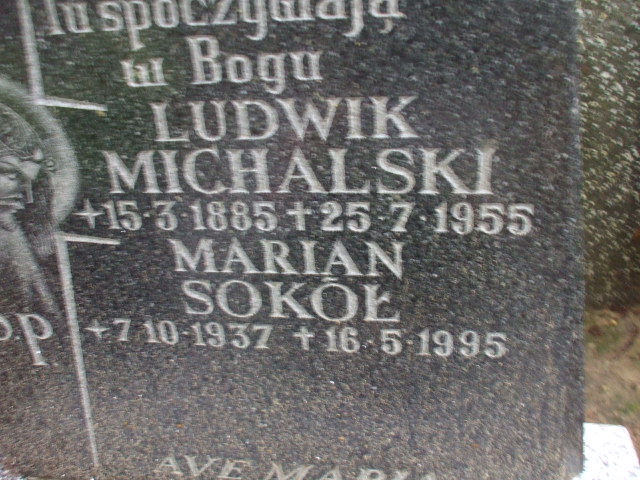 Tu spoczywają
w Bogu
LUDWIK
MICHALSKI
+15·3·1885 +25·7·1955
MARIAN
SOKÓŁ
Ś.P. +7·10·1937 +16·5·1995
AVE MARIA